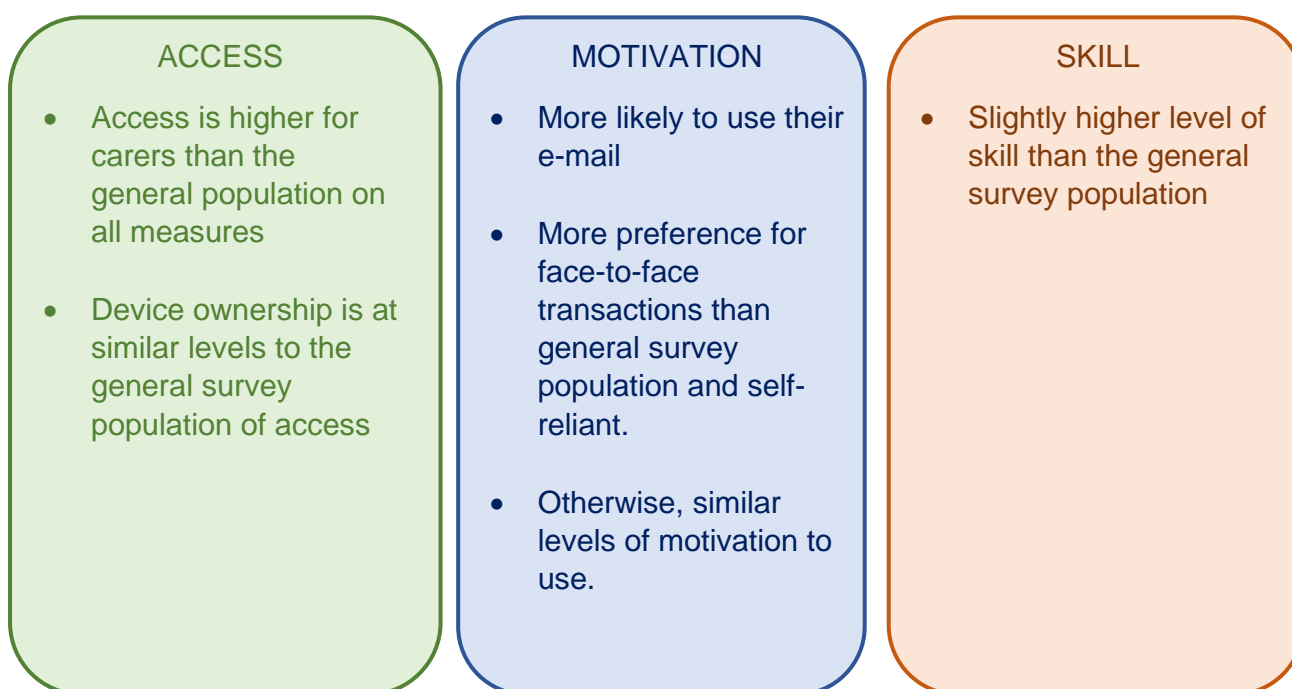 ACCESS
• Access is higher for
carers than the
general population on
all measures
• Device ownership is at
similar levels to the
general survey
population of access
MOTIVATION
• More likely to use their
e-mail
• More preference for
face-to-face
transactions than
general survey
population and self-
reliant.
• Otherwise, similar
levels of motivation to
use.
SKILL
• Slightly higher level of
skill than the general
survey population